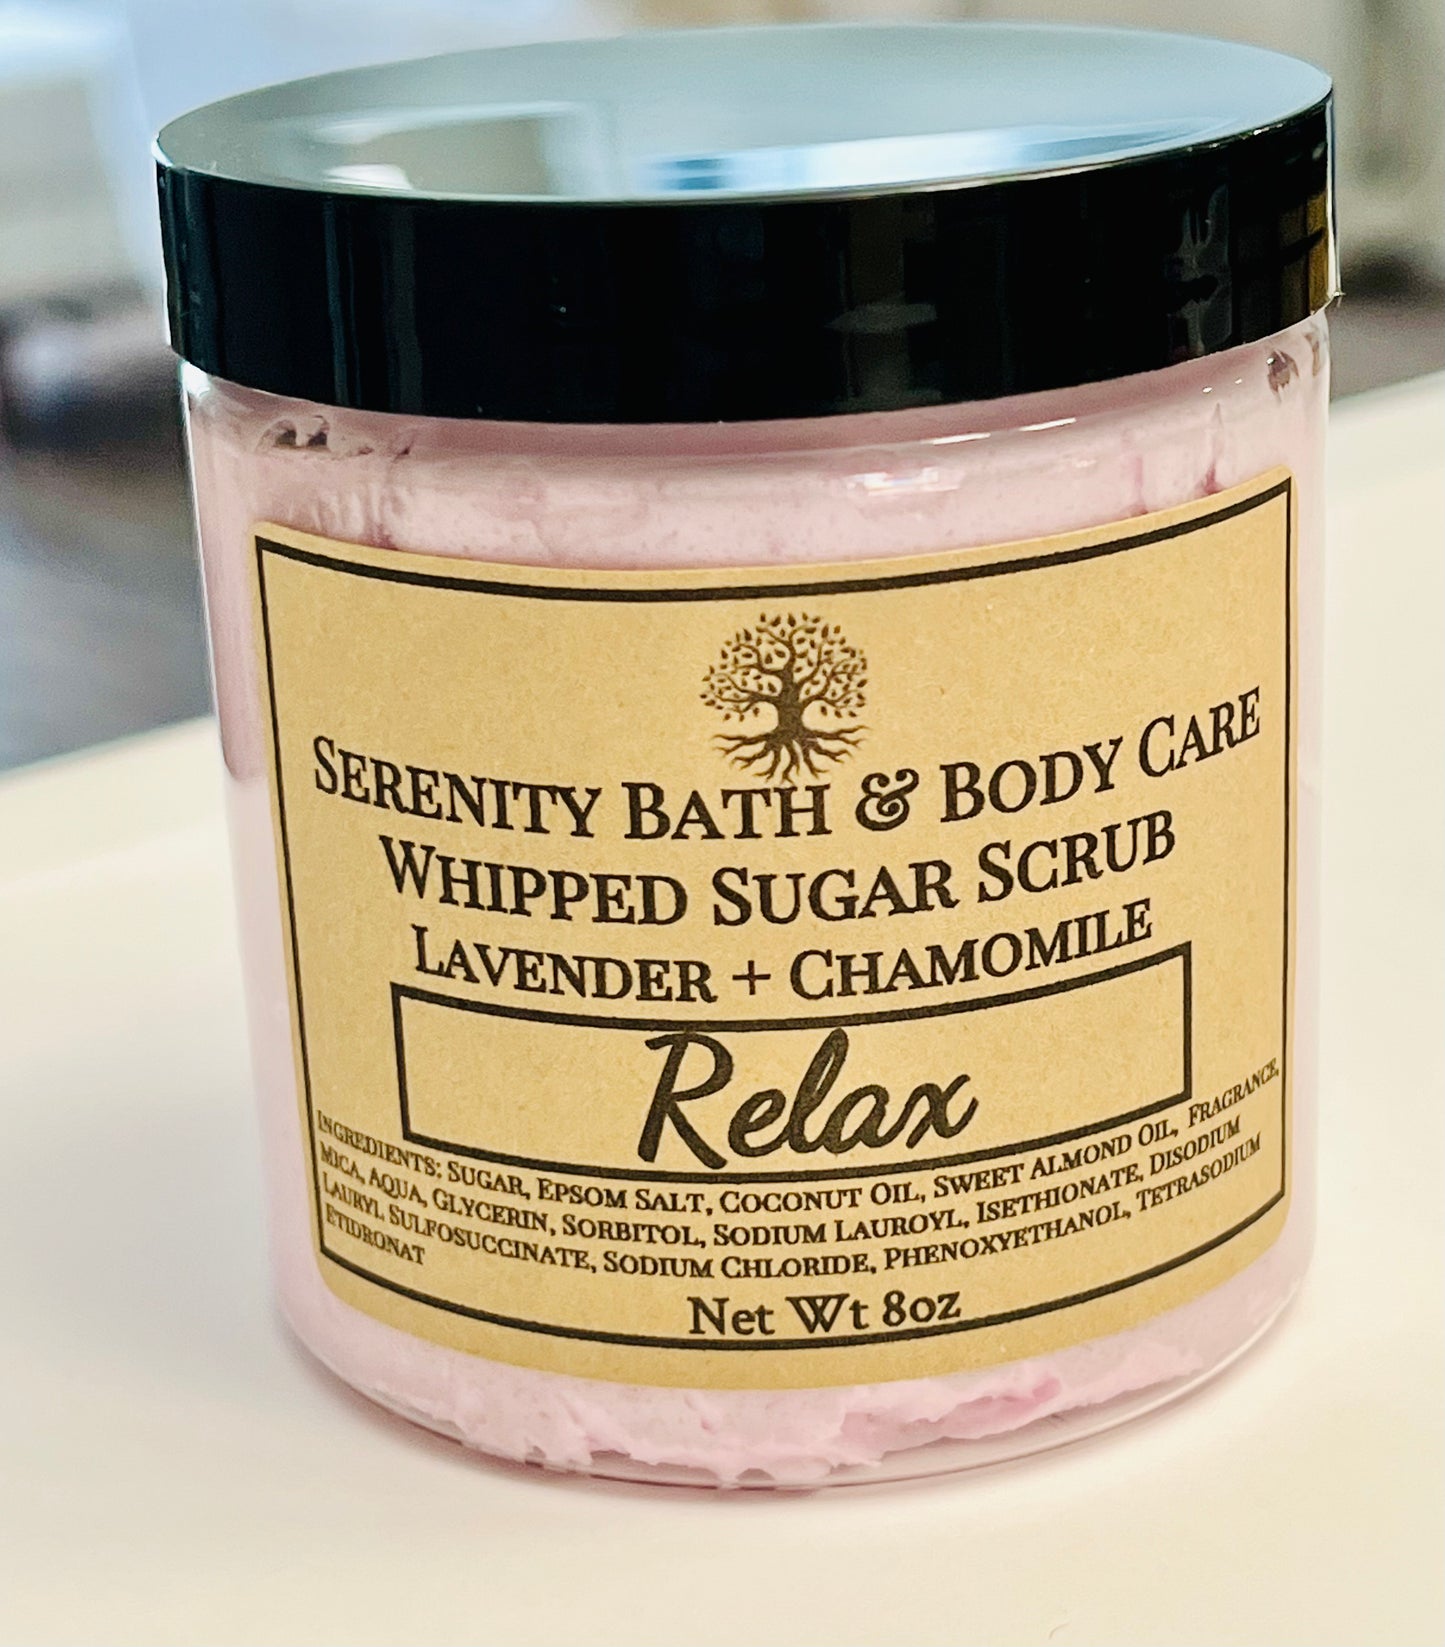 Serenity Bath & Body Care
Whipped Sugar Scrub
Lavender + Chamomile
Relax
Ingredients: Sugar, Epsom Salt, Coconut Oil, Sweet Almond Oil, Fragrance,
Mica, Aqua, Glycerin, Sorbitol, Sodium Lauroyl, Isethionate, Disodium
Lauryl Sulfosuccinate, Sodium Chloride, Phenoxyethanol, Tetrasodium
Etidronat
Net Wt 8oz